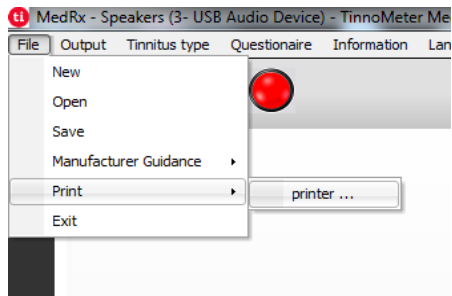 ti MedRx - Speakers (3- USB Audio Device) - TinnoMeter Me
File Output Tinnitus type Questionaire Information Lan
New
Open
Save
Manufacturer Guidance
Print
printer ...
Exit